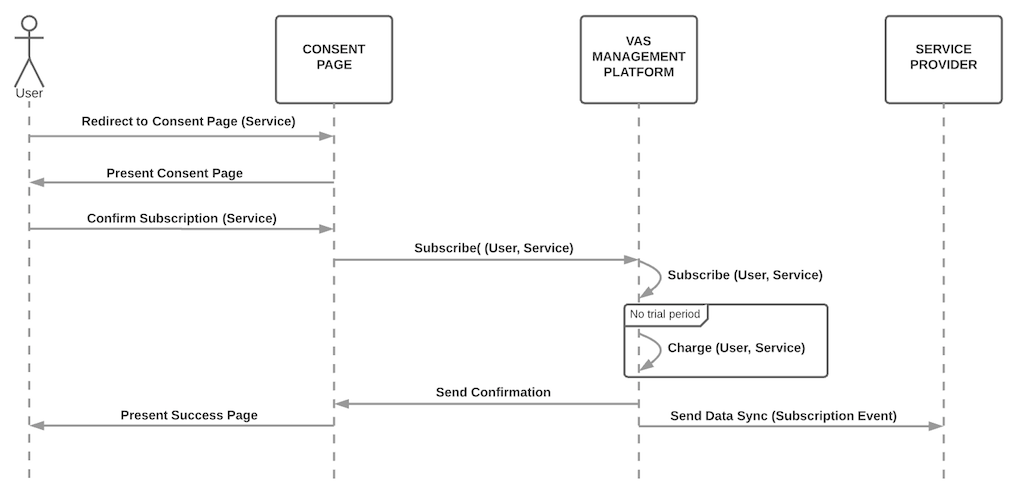 CONSENT
PAGE
VAS
MANAGEMENT
PLATFORM
SERVICE
PROVIDER
User
Redirect to Consent Page (Service)
Present Consent Page
Confirm Subscription (Service)
Subscribe( (User, Service)
Subscribe (User, Service)
No trial period
Charge (User, Service)
Send Confirmation
Present Success Page
Send Data Sync (Subscription Event)